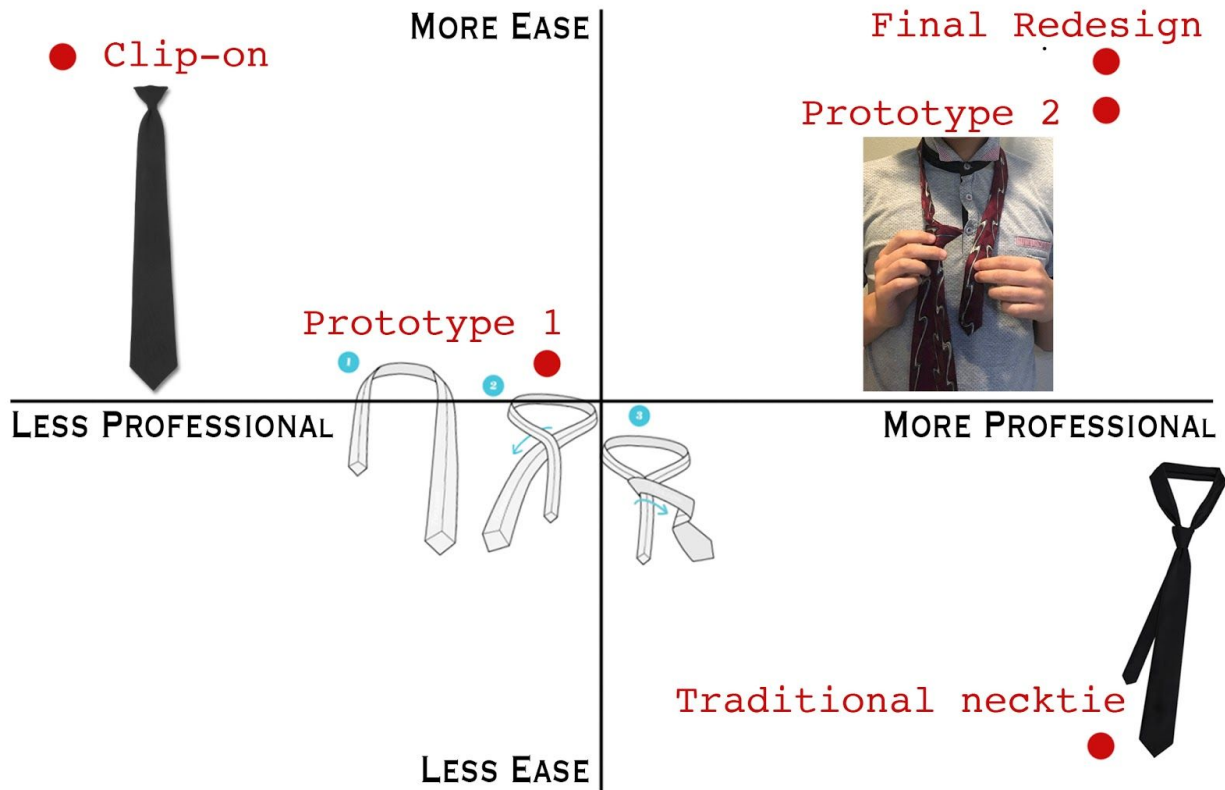 MORE EASE
Final Redesign
Clip-on
Prototype 2
Prototype 1
1
2
3
LESS PROFESSIONAL
MORE PROFESSIONAL
Traditional necktie
LESS EASE